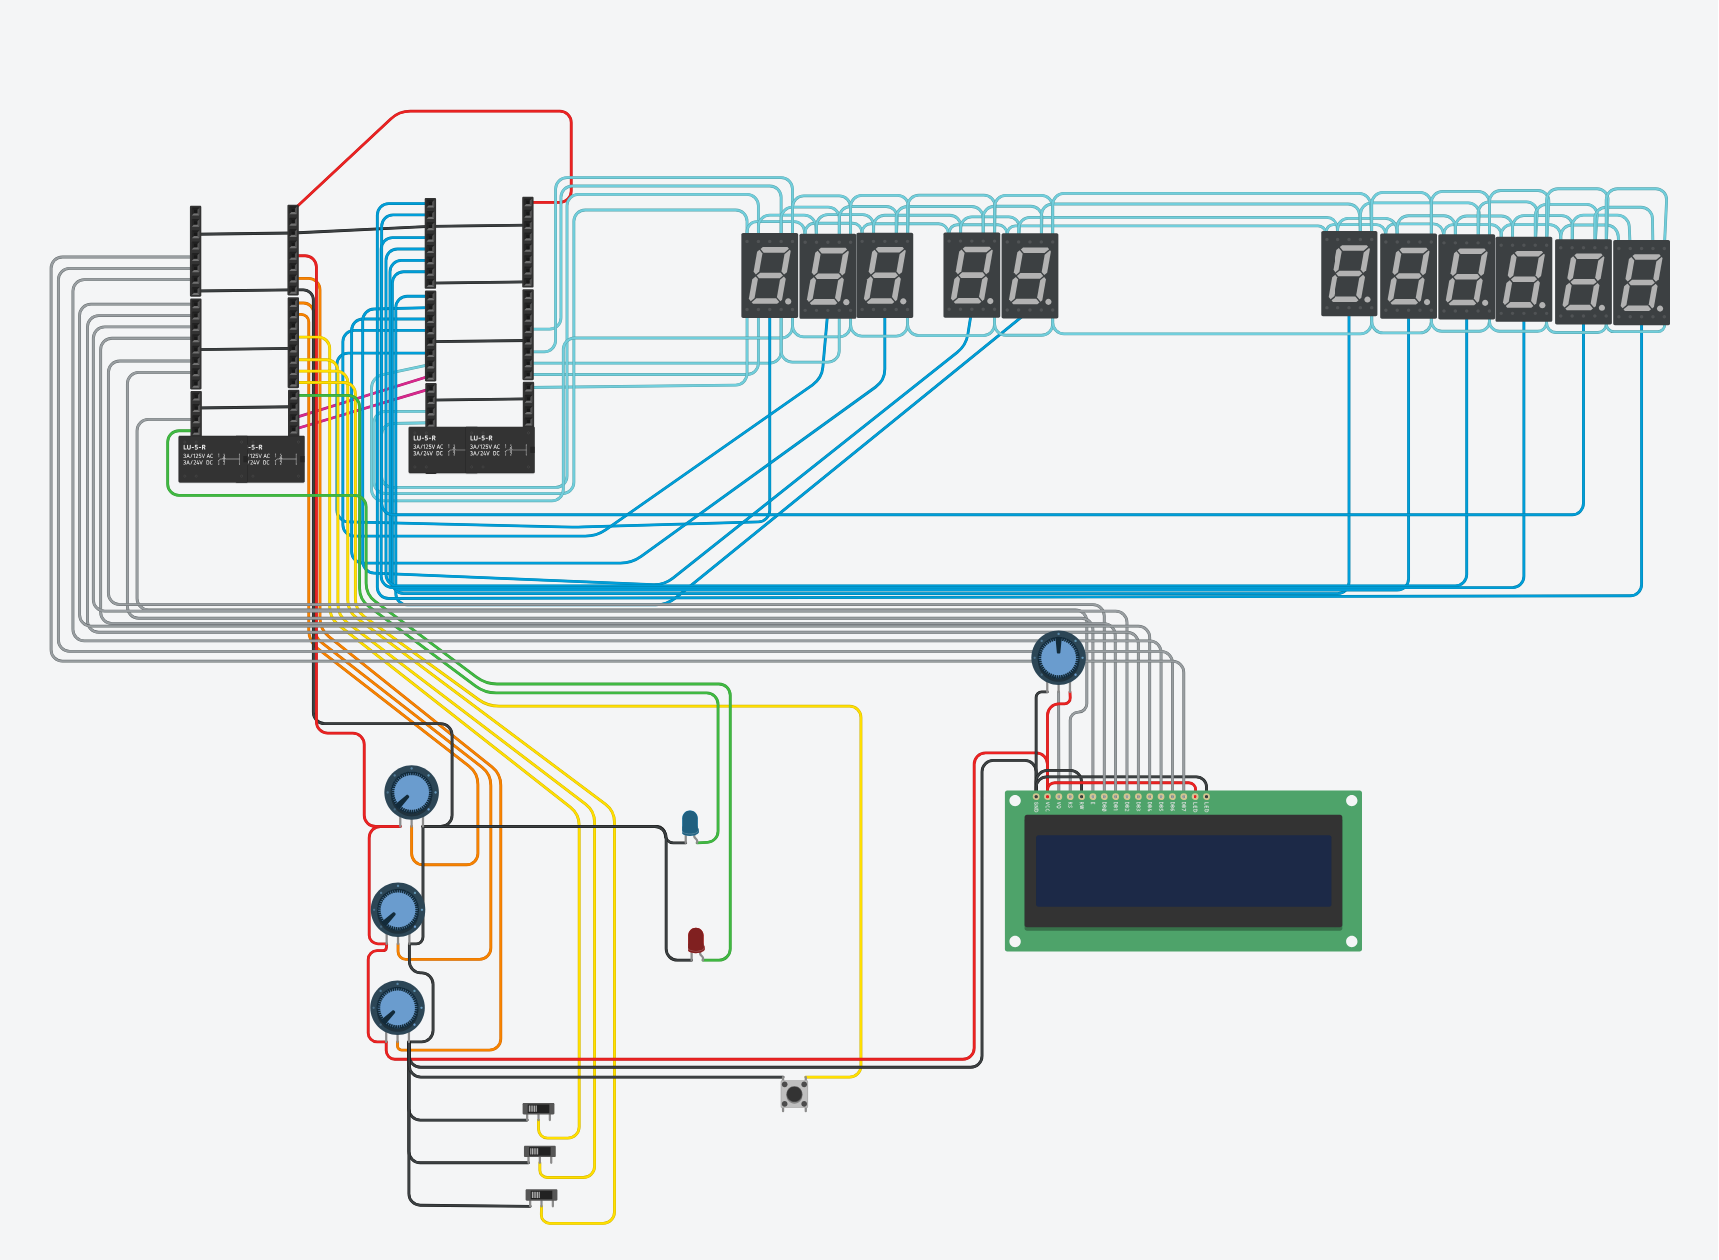 LU-5-R
3A/125V AC
3A/24V DC
-5-R
/125V AC
/24V DC
LU-5-R
3A/125V AC
3A/24V DC
LU-5-R
3A/125V AC
3A/24V DC
GND
VCC
V0
RS
RW
E
DB0
DB1
DB2
DB3
DB4
DB5
DB6
DB7
LED
LED